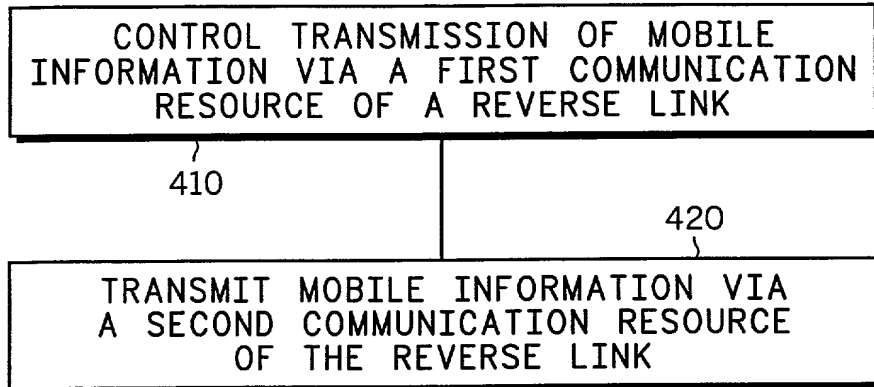 CONTROL TRANSMISSION OF MOBILE
INFORMATION VIA A FIRST COMMUNICATION
RESOURCE OF A REVERSE LINK
410
420
TRANSMIT MOBILE INFORMATION VIA
A SECOND COMMUNICATION RESOURCE
OF THE REVERSE LINK